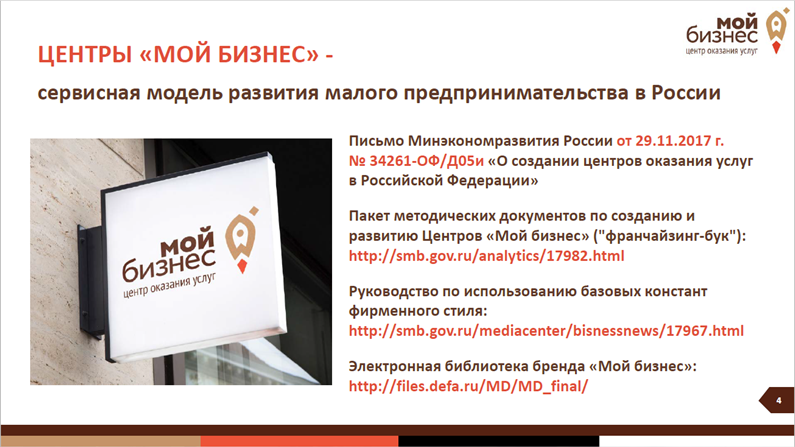 мой
бизнес
центр оказания услуг
ЦЕНТРЫ «МОЙ БИЗНЕС» -
сервисная модель развития малого предпринимательства в России
Письмо Минэкономразвития России от 29.11.2017 г.
№ 34261-ОФ/Д05и «О создании центров оказания услуг
в Российской Федерации»
Пакет методических документов по созданию и
развитию Центров «Мой бизнес» ("франчайзинг-бук"):
http://smb.gov.ru/analytics/17982.html
Руководство по использованию базовых констант
фирменного стиля:
http://smb.gov.ru/mediacenter/bisnessnews/17967.html
Электронная библиотека бренда «Мой бизнес»:
http://files.defa.ru/MD/MD_final/
мой
бизнес
центр оказания услуг
4